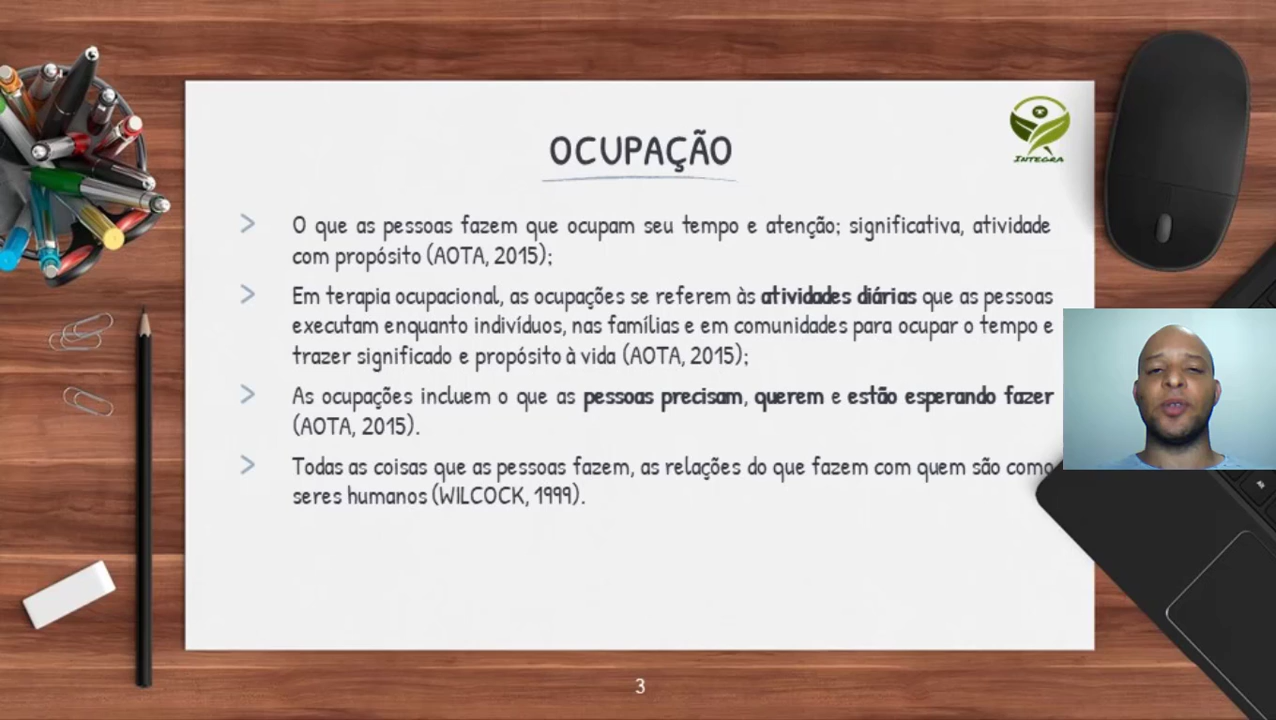 OCUPAÇÃO
INTEGRA
> O que as pessoas fazem que ocupam seu tempo e atenção; significativa, atividade
com propósito (AOTA, 2015);
> Em terapia ocupacional, as ocupações se referem às atividades diárias que as pessoas
executam enquanto indivíduos, nas famílias e em comunidades para ocupar o tempo e
trazer significado e propósito à vida (AOTA, 2015);
> As ocupações incluem o que as pessoas precisam, querem e estão esperando fazer
(AOTA, 2015).
> Todas as coisas que as pessoas fazem, as relações do que fazem com quem são como
seres humanos (WILCOCK, 1999).
Alt
3